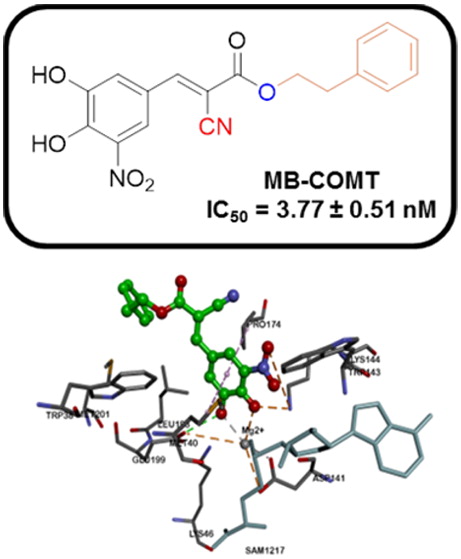 HO
HO
NO₂
CN
O
O
MB-COMT
IC₅₀ = 3.77 ± 0.51 nM
PRO174
LYS144
TRP143
TRP38
MET201
LEU198
MET40
GLU199
Mg2+
ASP141
LYS46
SAM1217